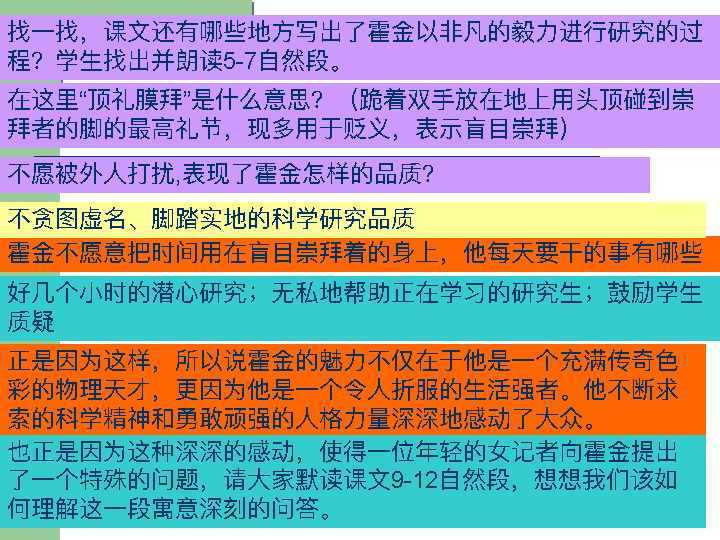 找一找，课文还有哪些地方写出了霍金以非凡的毅力进行研究的过
程？学生找出并朗读5-7自然段。
在这里“顶礼膜拜”是什么意思？（跪着双手放在地上用头顶碰到崇
拜者的脚的最高礼节，现多用于贬义，表示盲目崇拜）
不愿被外人打扰,表现了霍金怎样的品质?
不贪图虚名、脚踏实地的科学研究品质
霍金不愿意把时间用在盲目崇拜着的身上，他每天要干的事有哪些
好几个小时的潜心研究；无私地帮助正在学习的研究生；鼓励学生
质疑
正是因为这样，所以说霍金的魅力不仅在于他是一个充满传奇色
彩的物理天才，更因为他是一个令人折服的生活强者。他不断求
索的科学精神和勇敢顽强的人格力量深深地感动了大众。
也正是因为这种深深的感动，使得一位年轻的女记者向霍金提出
了一个特殊的问题，请大家默读课文9-12自然段，想想我们该如
何理解这一段寓意深刻的问答。